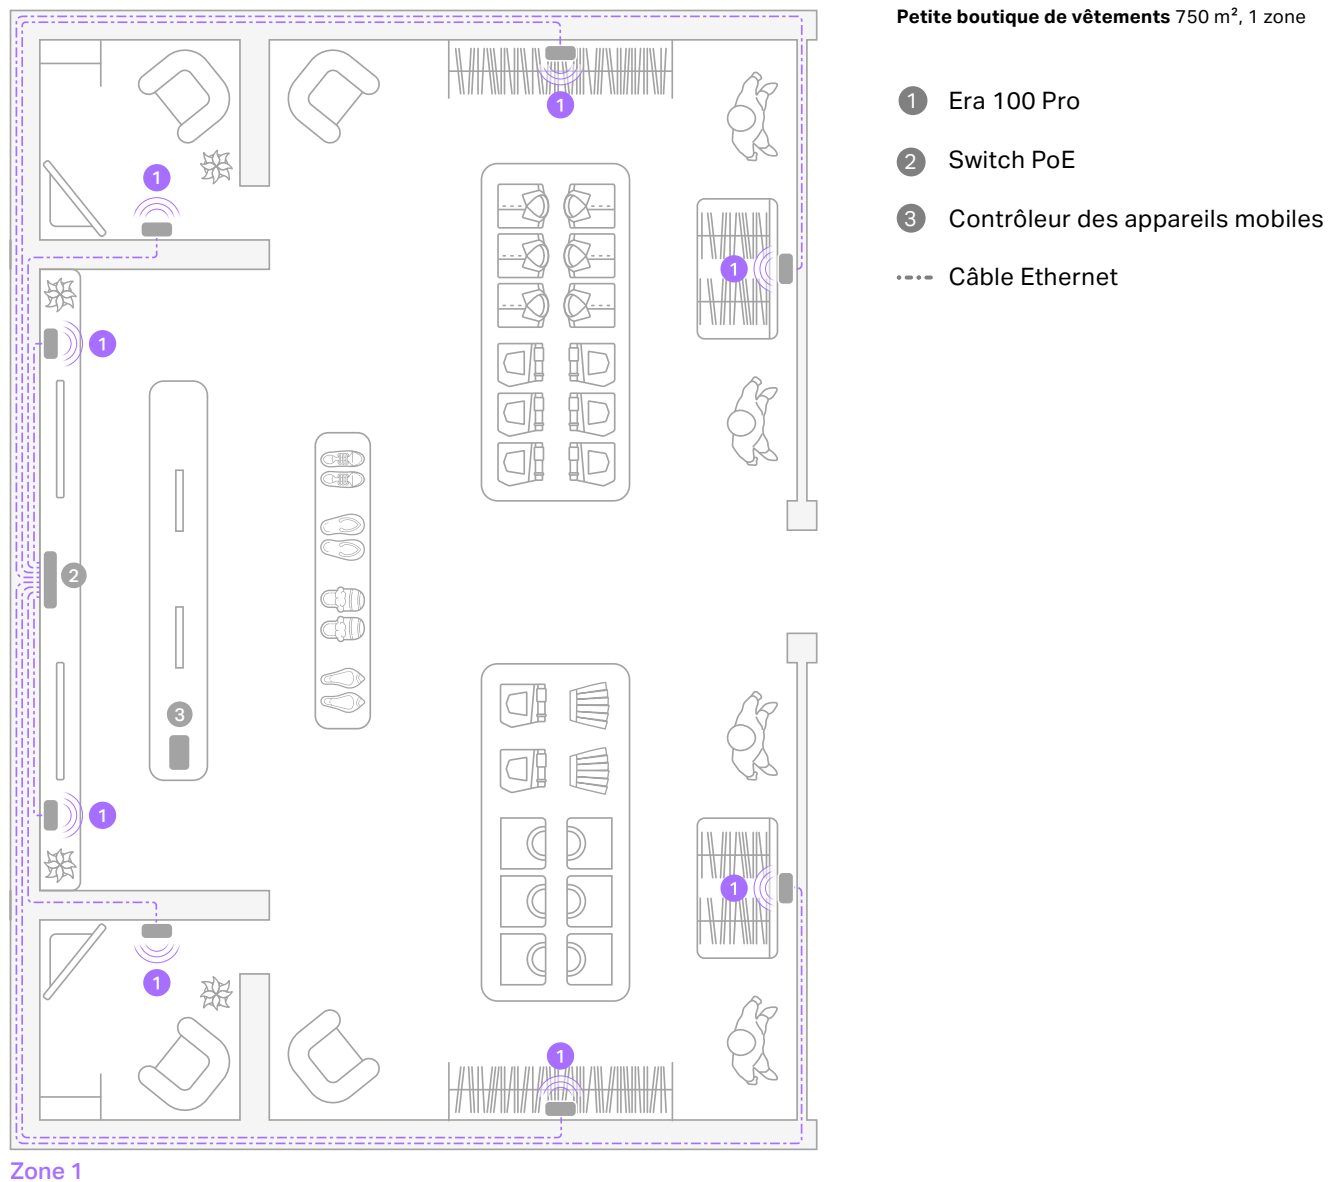 Petite boutique de vêtements 750 m², 1 zone
1 Era 100 Pro
2 Switch PoE
3 Contrôleur des appareils mobiles
Câble Ethernet
1
1
1
1
2
3
1
1
1
1
Zone 1